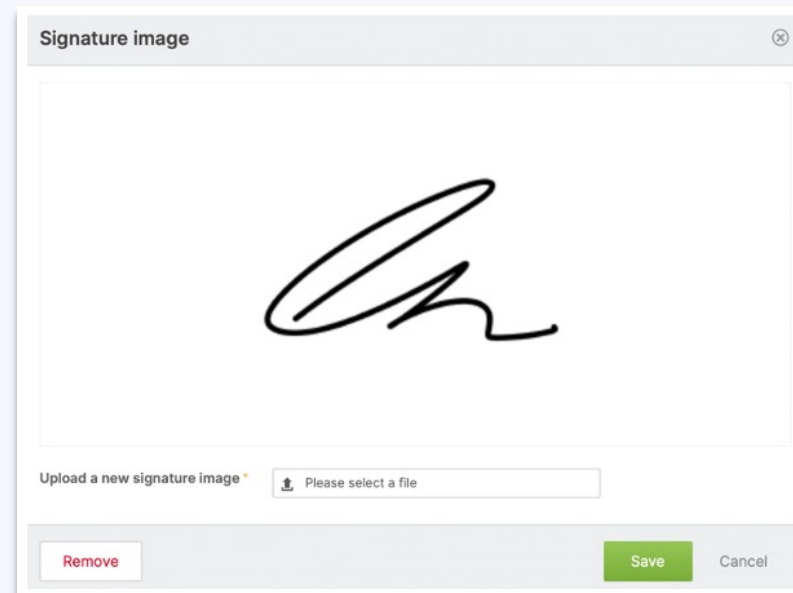 Signature image
Upload a new signature image *
Please select a file
Remove
Save
Cancel